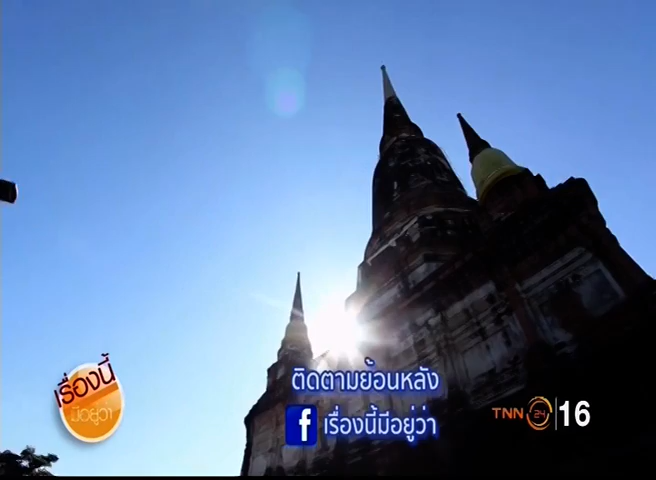 เรื่องนี้
มีอยู่ว่า
ติดตามย้อนหลัง
f เรื่องนี้มีอยู่ว่า
TNN 24 16